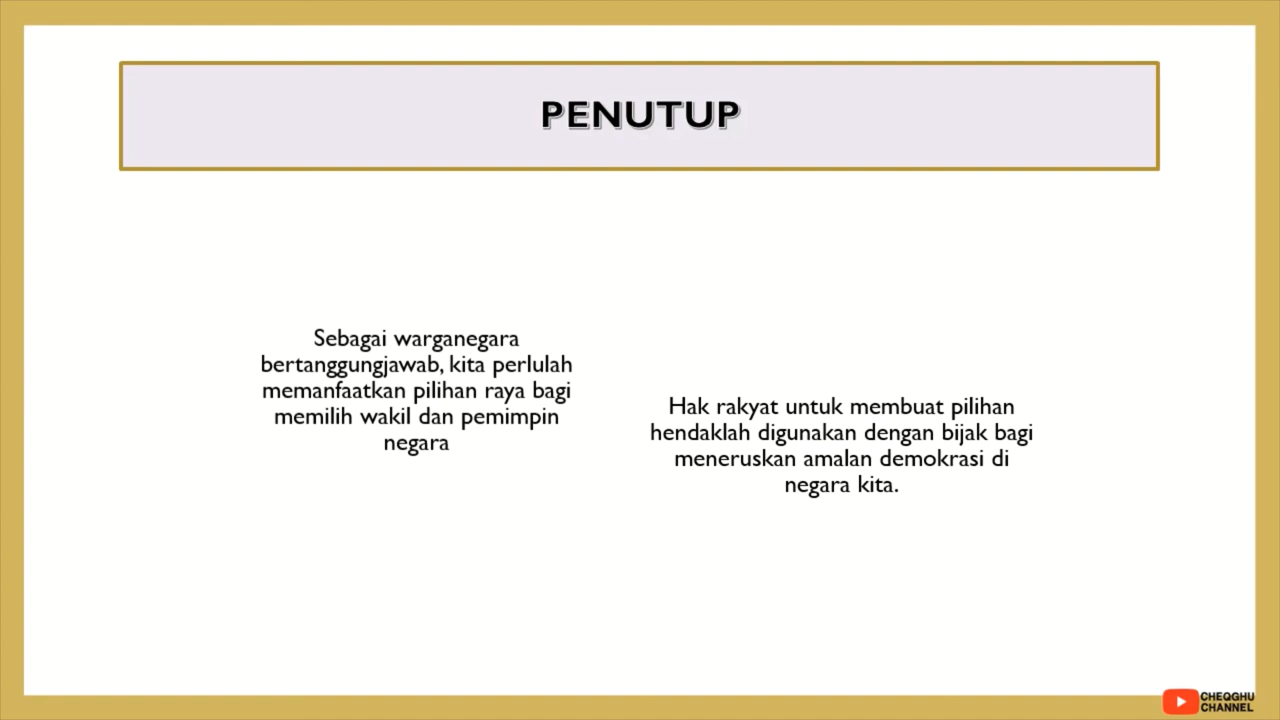 PENUTUP
Sebagai warganegara
bertanggungjawab, kita perlulah
memanfaatkan pilihan raya bagi
memilih wakil dan pemimpin
negara
Hak rakyat untuk membuat pilihan
hendaklah digunakan dengan bijak bagi
meneruskan amalan demokrasi di
negara kita.
CHEQGHU
CHANNEL